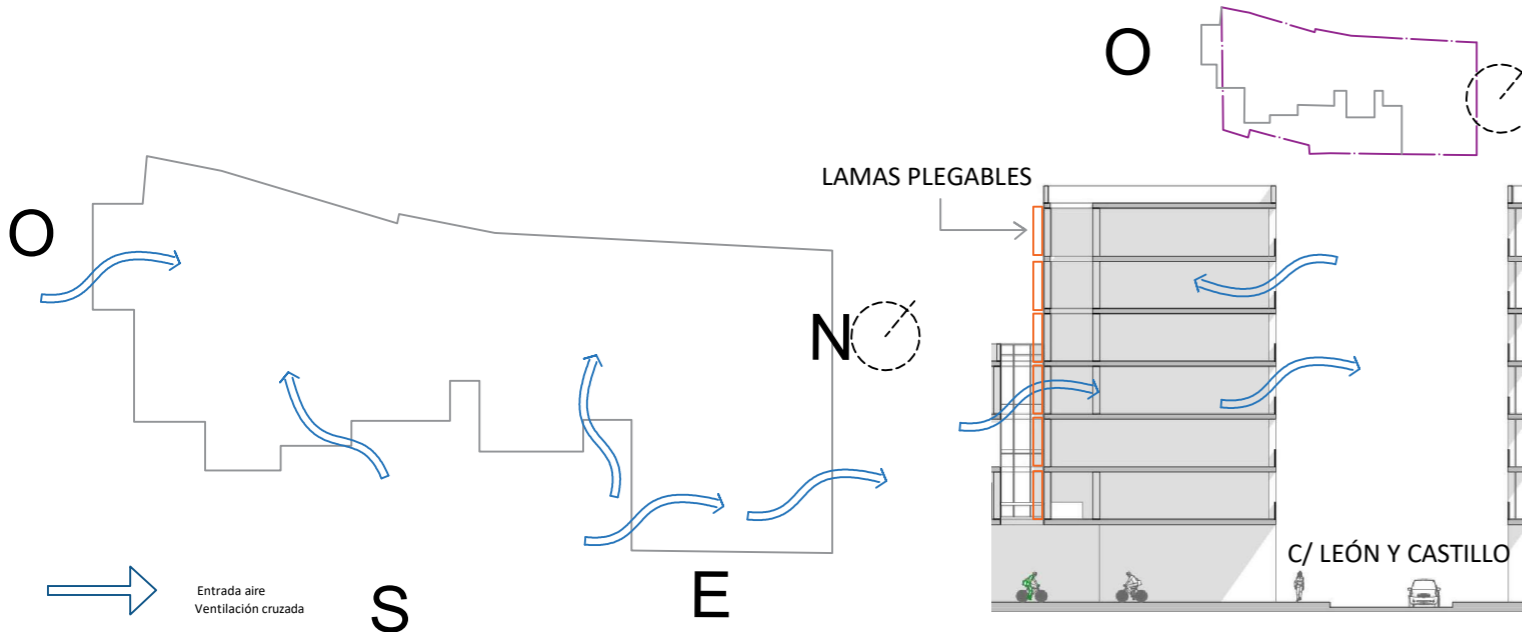 O
LAMAS PLEGABLES
O
N
C/ LEÓN Y CASTILLO
Entrada aire
Ventilación cruzada
S
E